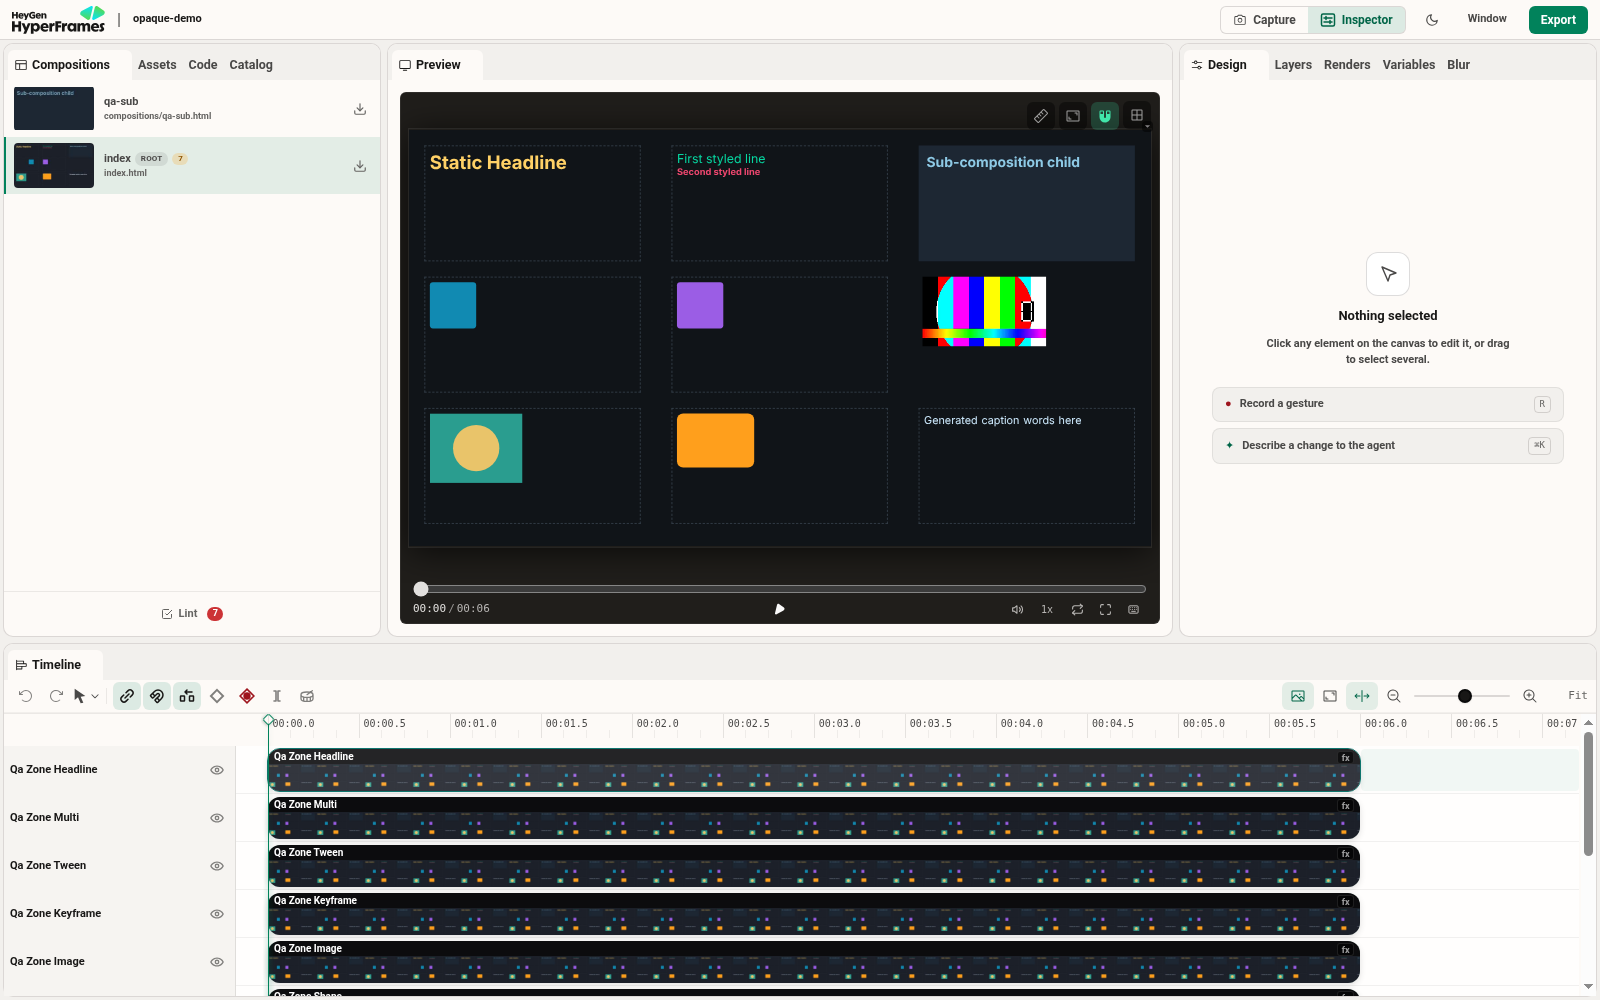 HeyGen
HyperFrames
opaque-demo
Capture
Inspector
Window
Export
Compositions
Assets
Code
Catalog
Sub-composition child
qa-sub
compositions/qa-sub.html
index
ROOT
7
index.html
Lint
7
Preview
Static Headline
First styled line
Second styled line
Sub-composition child
Generated caption words here
00:00 / 00:06
1x
Design
Layers
Renders
Variables
Blur
Nothing selected
Click any element on the canvas to edit it, or drag
to select several.
Record a gesture
R
Describe a change to the agent
⌘K
Timeline
Fit
00:00.0
00:00.5
00:01.0
00:01.5
00:02.0
00:02.5
00:03.0
00:03.5
00:04.0
00:04.5
00:05.0
00:05.5
00:06.0
00:06.5
00:07
Qa Zone Headline
Qa Zone Headline
fx
Qa Zone Multi
Qa Zone Multi
fx
Qa Zone Tween
Qa Zone Tween
fx
Qa Zone Keyframe
Qa Zone Keyframe
fx
Qa Zone Image
Qa Zone Image
fx